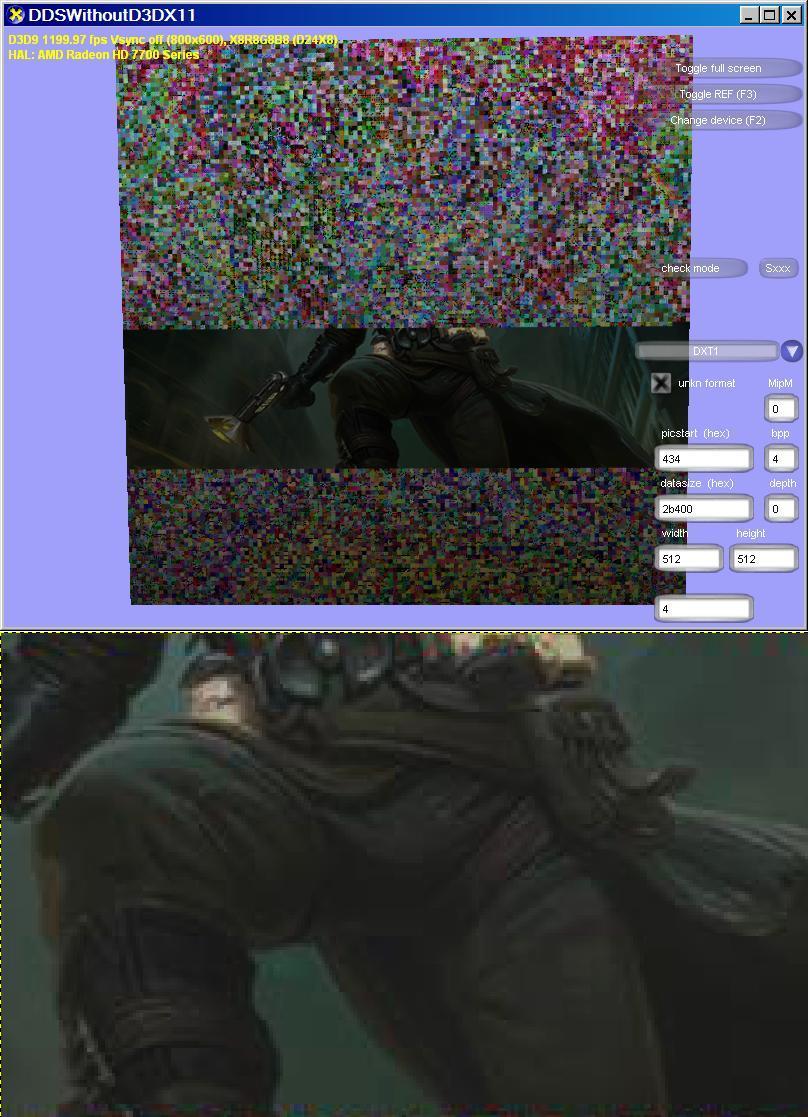 DDSWithoutD3DX11
D3D9 1199.97 fps Vsync off (800x600), X8R8G8B8 (D24X8)
HAL: AMD Radeon HD 7700 Series
Toggle full screen
Toggle REF (F3)
Change device (F2)
check mode Sxxx
DXT1
unkn format MipM
0
picstart (hex) bpp
434 4
datasize (hex) depth
2b400 0
width height
512 512
4